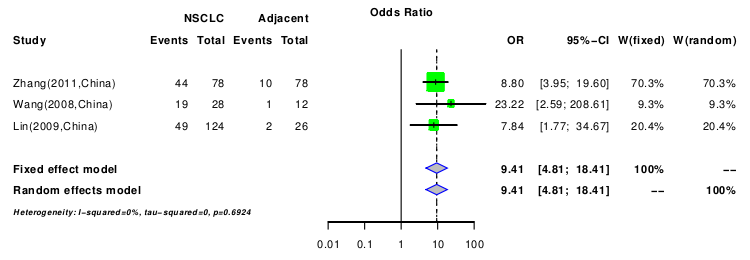 Odds Ratio
NSCLC Adjacent
Study Events Total Events Total OR 95%−CI W(fixed) W(random)
Zhang(2011,China) 44 78 10 78 8.80 [3.95; 19.60] 70.3% 70.3%
Wang(2008,China) 19 28 1 12 23.22 [2.59; 208.61] 9.3% 9.3%
Lin(2009,China) 49 124 2 26 7.84 [1.77; 34.67] 20.4% 20.4%
Fixed effect model 9.41 [4.81; 18.41] 100% −−
Random effects model 9.41 [4.81; 18.41] −− 100%
Heterogeneity: I−squared=0%, tau−squared=0, p=0.6924
0.01 0.1 1 10 100